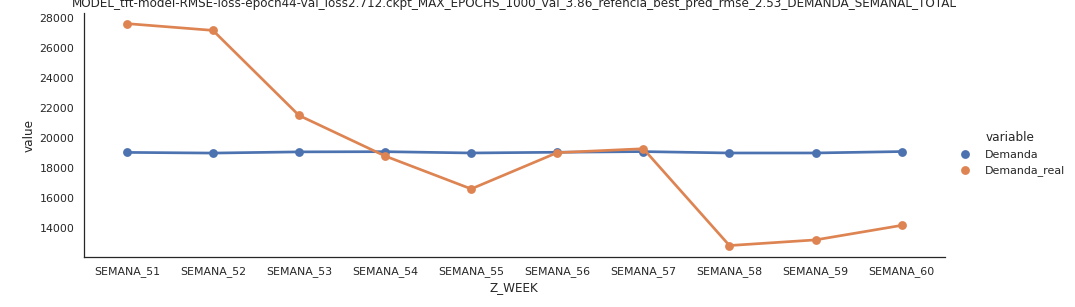 MODEL_tft-model-RMSE-loss-epoch44-val_loss2.712.ckpt_MAX_EPOCHS_1000_val_3.86_refencia_best_pred_rmse_2.53_DEMANDA_SEMANAL_TOTAL
28000
26000
24000
22000
20000
18000
16000
14000
value
SEMANA_51 SEMANA_52 SEMANA_53 SEMANA_54 SEMANA_55 SEMANA_56 SEMANA_57 SEMANA_58 SEMANA_59 SEMANA_60
Z_WEEK
variable
Demanda
Demanda_real